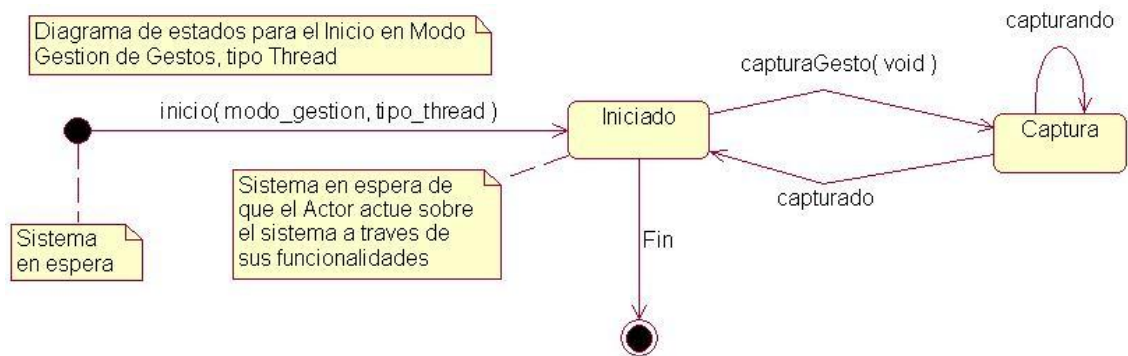 Diagrama de estados para el Inicio en Modo
Gestion de Gestos, tipo Thread
capturando
capturaGesto( void )
inicio( modo_gestion, tipo_thread )
Iniciado
Captura
capturado
Sistema en espera de
que el Actor actue sobre
el sistema a traves de
sus funcionalidades
Sistema
en espera
Fin